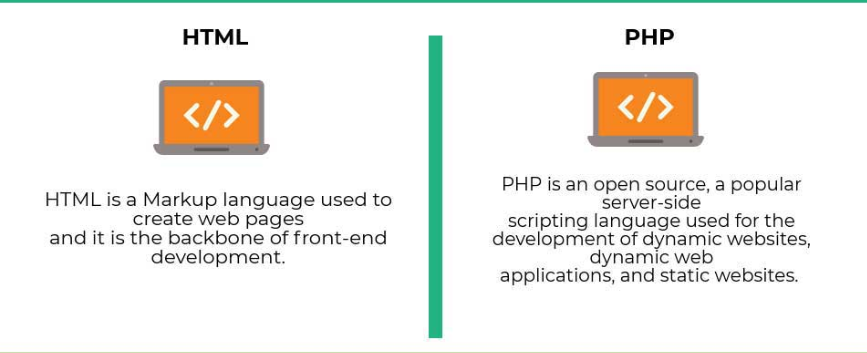 HTML
</>
HTML is a Markup language used to
create web pages
and it is the backbone of front-end
development.
PHP
</>
PHP is an open source, a popular
server-side
scripting language used for the
development of dynamic websites,
dynamic web
applications, and static websites.